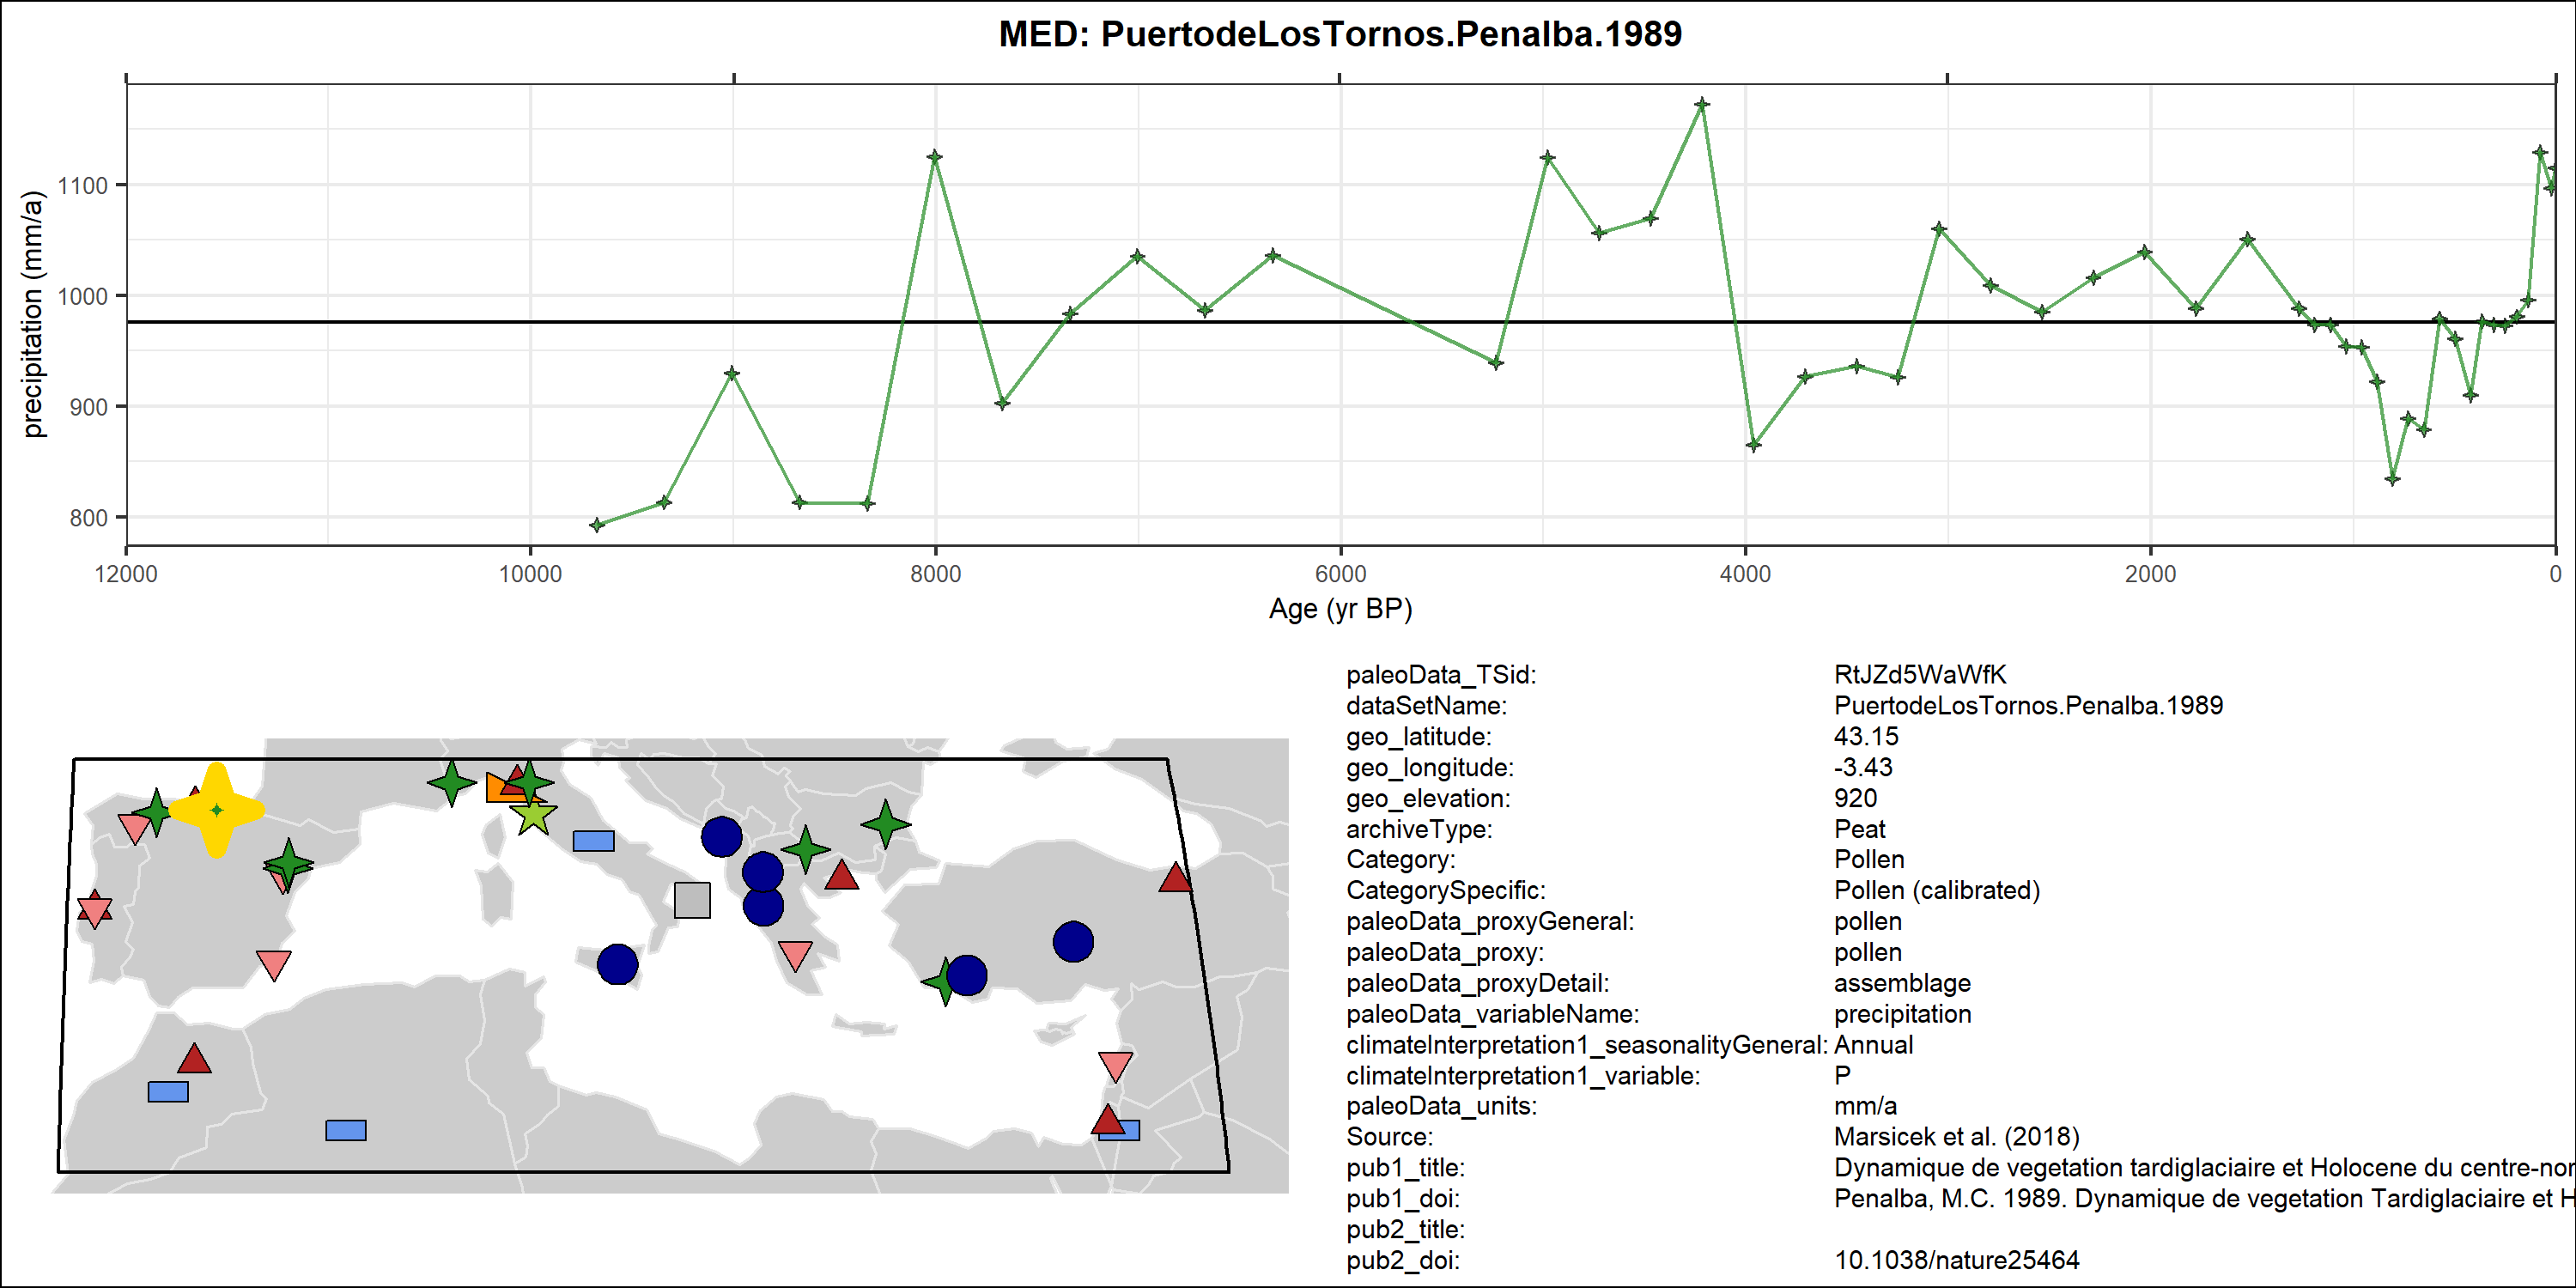 MED: PuertodeLosTornos.Penalba.1989
precipitation (mm/a)
1100
1000
900
800
12000 10000 8000 6000 4000 2000 0
Age (yr BP)
paleoData_TSid: RtJZd5WaWfK
dataSetName: PuertodeLosTornos.Penalba.1989
geo_latitude: 43.15
geo_longitude: -3.43
geo_elevation: 920
archiveType: Peat
Category: Pollen
CategorySpecific: Pollen (calibrated)
paleoData_proxyGeneral: pollen
paleoData_proxy: pollen
paleoData_proxyDetail: assemblage
paleoData_variableName: precipitation
climateInterpretation1_seasonalityGeneral: Annual
climateInterpretation1_variable: P
paleoData_units: mm/a
Source: Marsicek et al. (2018)
pub1_title: Dynamique de vegetation tardiglaciaire et Holocene du centre-nor
pub1_doi: Penalba, M.C. 1989. Dynamique de vegetation Tardiglaciaire et H
pub2_title:
pub2_doi: 10.1038/nature25464